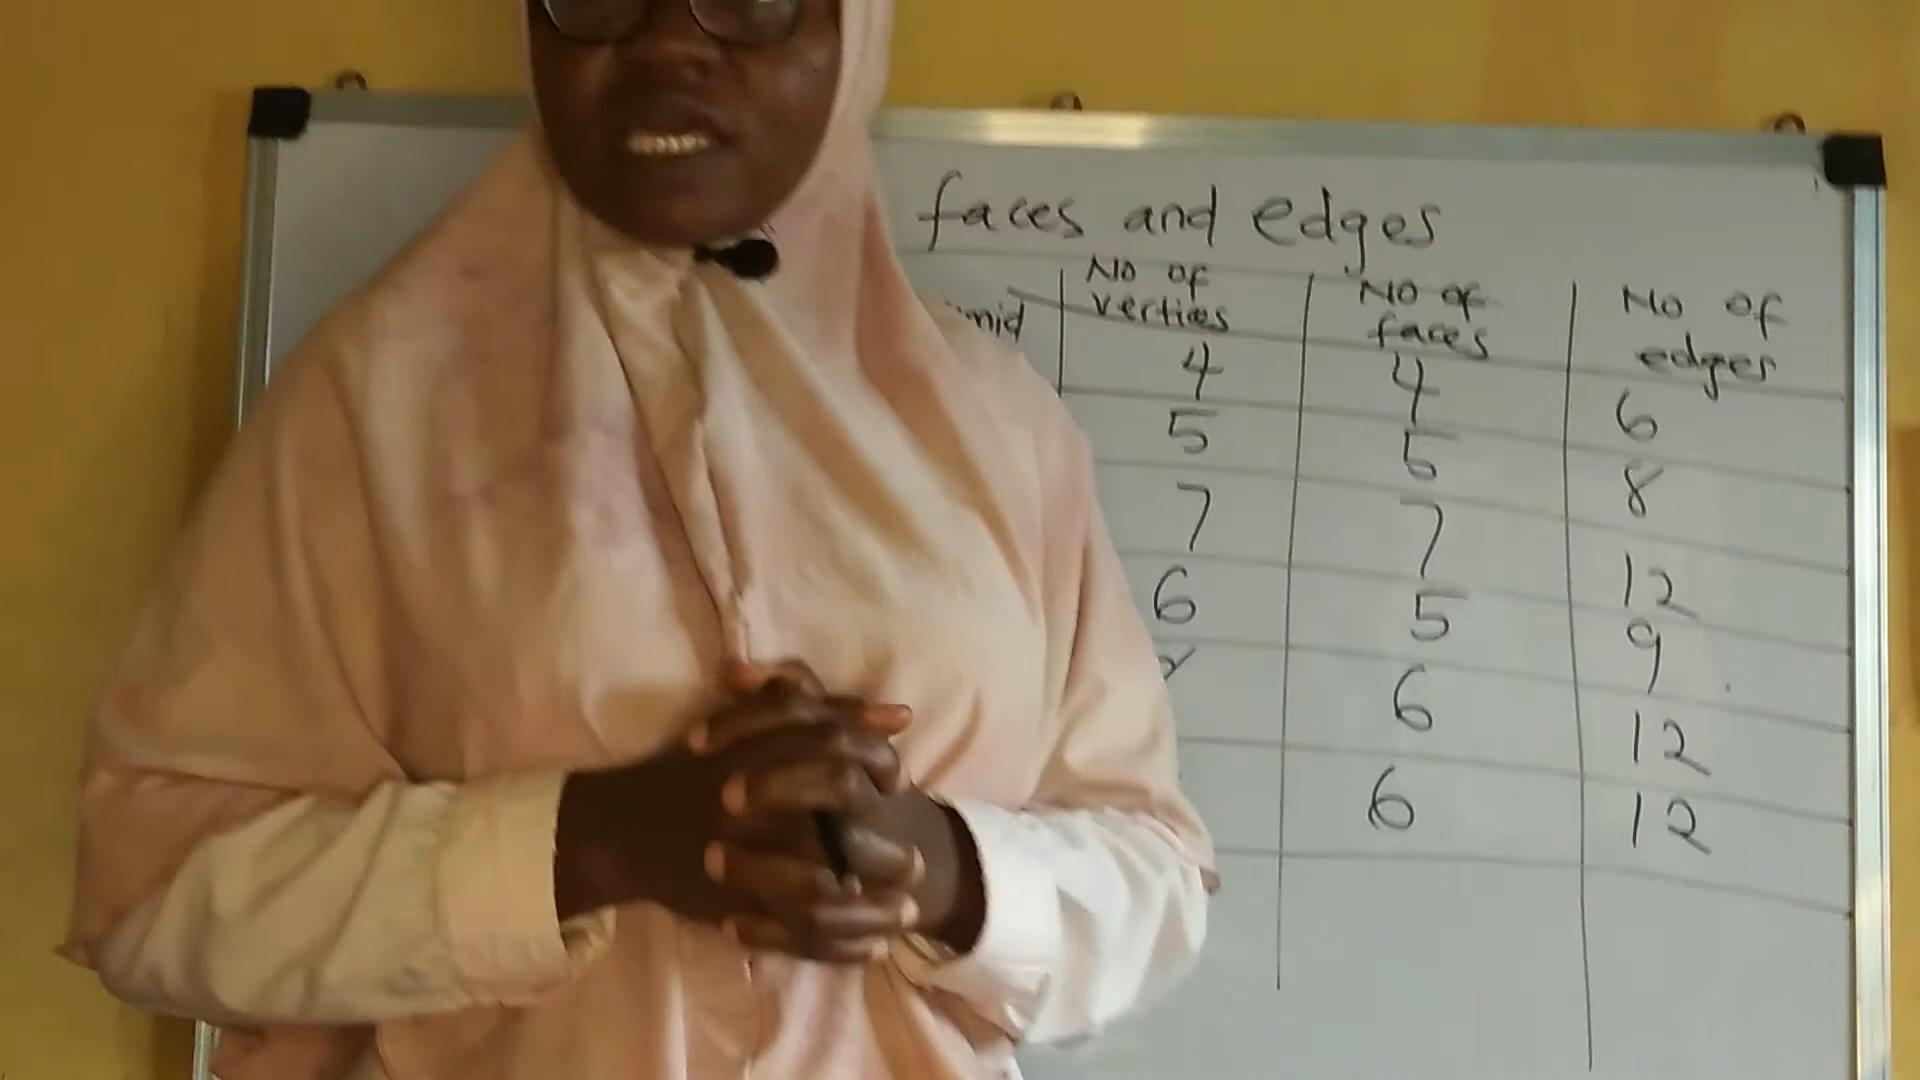 faces and edges
No of verties
No of faces
No of edges
4 4 6
5 5 8
7 7 12
6 5 9
6 12
6 12